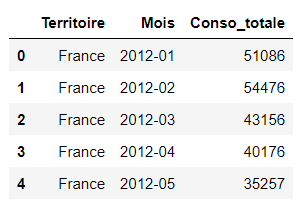 Territoire Mois Conso_totale
0 France 2012-01 51086
1 France 2012-02 54476
2 France 2012-03 43156
3 France 2012-04 40176
4 France 2012-05 35257